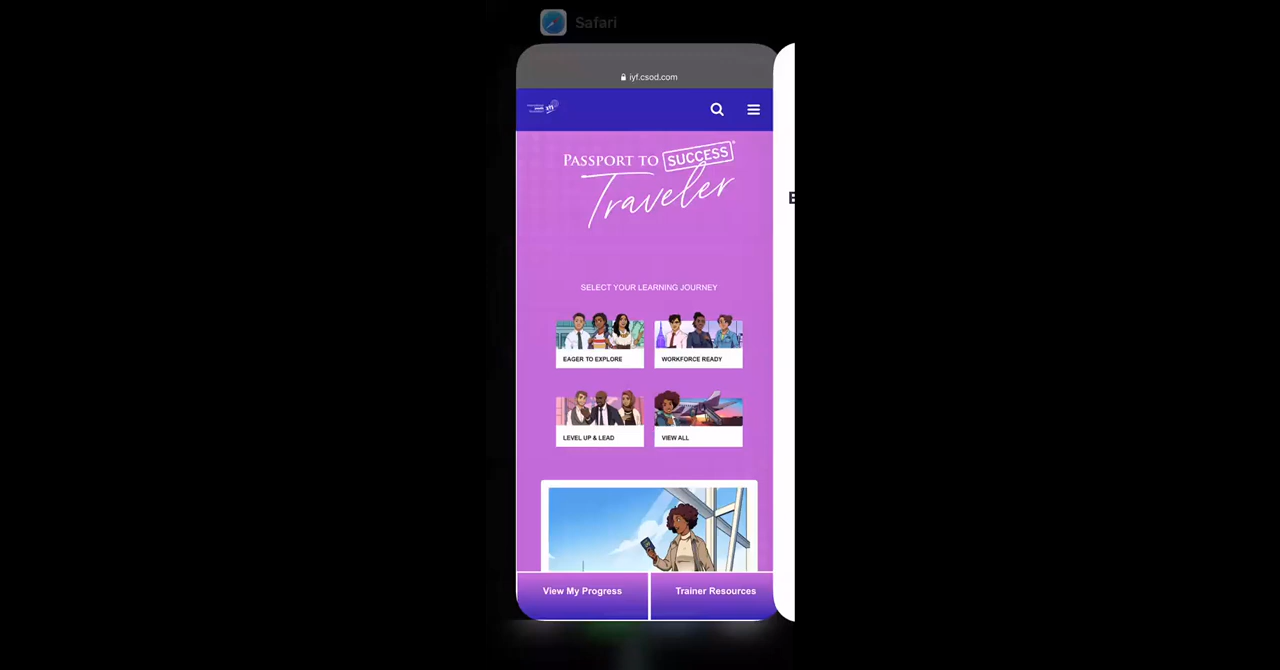 Safari
iyf.csod.com
PASSPORT TO SUCCESS
Traveler
SELECT YOUR LEARNING JOURNEY
EAGER TO EXPLORE
WORKFORCE READY
LEVEL UP & LEAD
VIEW ALL
View My Progress
Trainer Resources